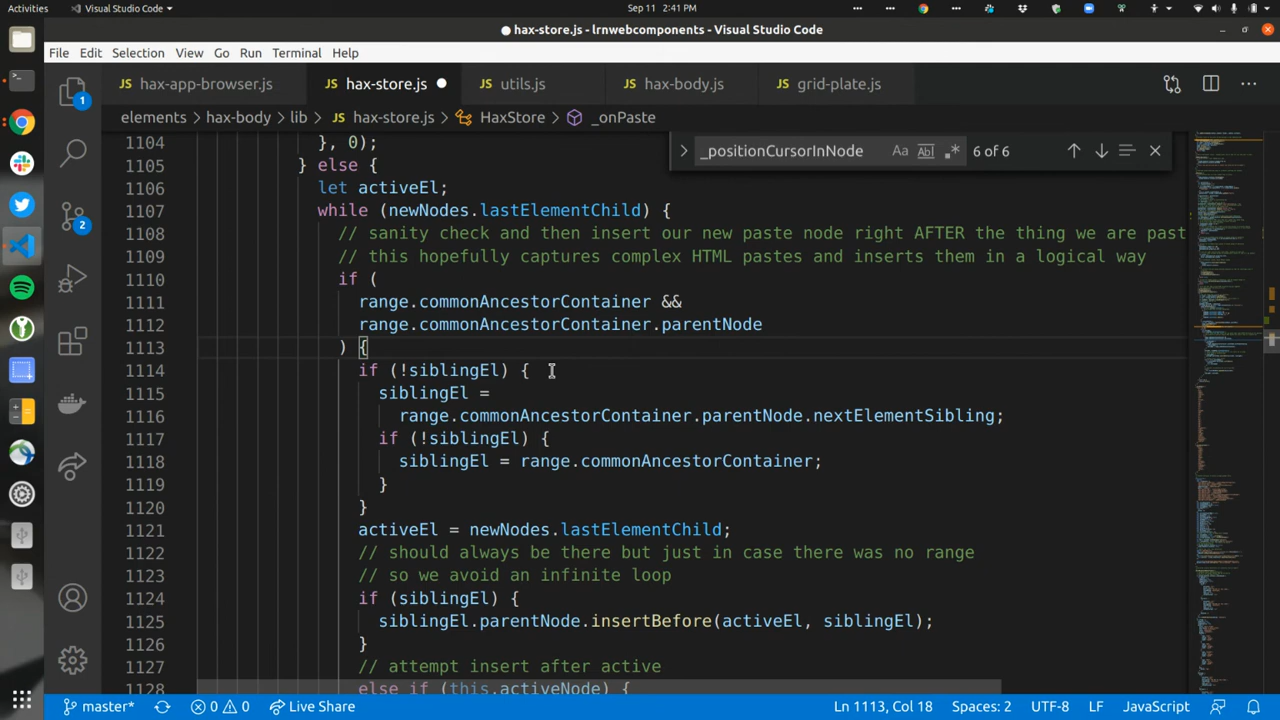 Activities
Visual Studio Code
Sep 11  2:41 PM
hax-store.js - lrnwebcomponents - Visual Studio Code
File Edit Selection View Go Run Terminal Help
JS hax-app-browser.js
JS hax-store.js
JS utils.js
JS hax-body.js
JS grid-plate.js
elements > hax-body > lib > JS hax-store.js > HaxStore > _onPaste
_positionCursorInNode
Aa Abl .* 6 of 6
1
2
1104 }, 0);
1105 } else {
1106 let activeEl;
1107 while (newNodes.lastElementChild) {
1108 // sanity check and then insert our new paste node right AFTER the thing we are past
1109 // this hopefully captures complex HTML pastes and inserts them in a logical way
1110 if (
1111 range.commonAncestorContainer &&
1112 range.commonAncestorContainer.parentNode
1113 ) {
1114 if (!siblingEl) {
1115 siblingEl =
1116 range.commonAncestorContainer.parentNode.nextElementSibling;
1117 if (!siblingEl) {
1118 siblingEl = range.commonAncestorContainer;
1119 }
1120 }
1121 activeEl = newNodes.lastElementChild;
1122 // should always be there but just in case there was no range
1123 // so we avoid an infinite loop
1124 if (siblingEl) {
1125 siblingEl.parentNode.insertBefore(activeEl, siblingEl);
1126 }
1127 // attempt insert after active
1128 else if (this.activeNode) {
master* 0 0 Live Share
Ln 1113, Col 18 Spaces: 2 UTF-8 LF JavaScript